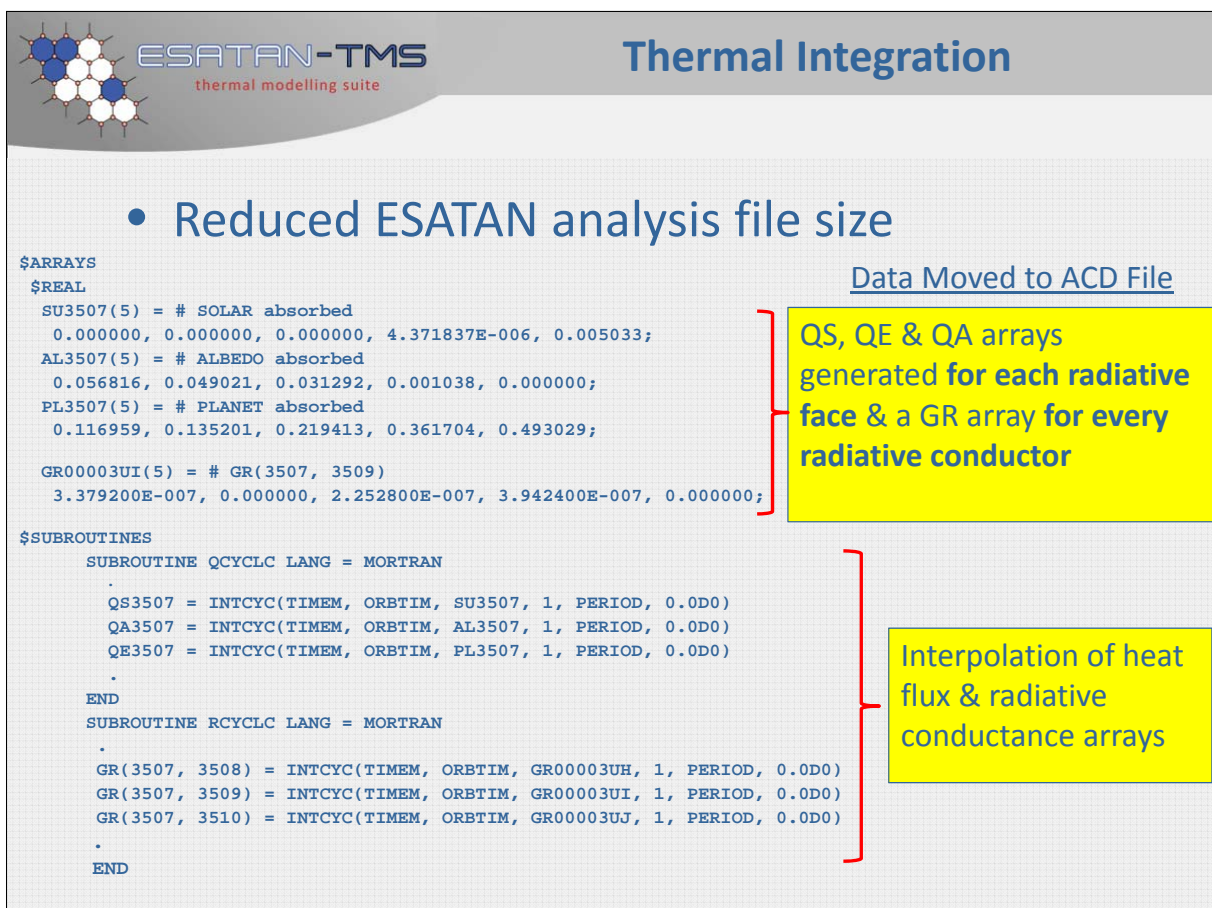 ESATAN-TMS
thermal modelling suite
Thermal Integration
• Reduced ESATAN analysis file size
$ARRAYS
$REAL
SU3507(5) = # SOLAR absorbed
0.000000, 0.000000, 0.000000, 4.371837E-006, 0.005033;
AL3507(5) = # ALBEDO absorbed
0.056816, 0.049021, 0.031292, 0.001038, 0.000000;
PL3507(5) = # PLANET absorbed
0.116959, 0.135201, 0.219413, 0.361704, 0.493029;
GR00003UI(5) = # GR(3507, 3509)
3.379200E-007, 0.000000, 2.252800E-007, 3.942400E-007, 0.000000;
Data Moved to ACD File
QS, QE & QA arrays
generated for each radiative
face & a GR array for every
radiative conductor
$SUBROUTINES
SUBROUTINE QCYCLC LANG = MORTRAN
.
QS3507 = INTCYC(TIMEM, ORBTIM, SU3507, 1, PERIOD, 0.0D0)
QA3507 = INTCYC(TIMEM, ORBTIM, AL3507, 1, PERIOD, 0.0D0)
QE3507 = INTCYC(TIMEM, ORBTIM, PL3507, 1, PERIOD, 0.0D0)
.
END
SUBROUTINE RCYCLC LANG = MORTRAN
.
GR(3507, 3508) = INTCYC(TIMEM, ORBTIM, GR00003UH, 1, PERIOD, 0.0D0)
GR(3507, 3509) = INTCYC(TIMEM, ORBTIM, GR00003UI, 1, PERIOD, 0.0D0)
GR(3507, 3510) = INTCYC(TIMEM, ORBTIM, GR00003UJ, 1, PERIOD, 0.0D0)
.
END
Interpolation of heat
flux & radiative
conductance arrays